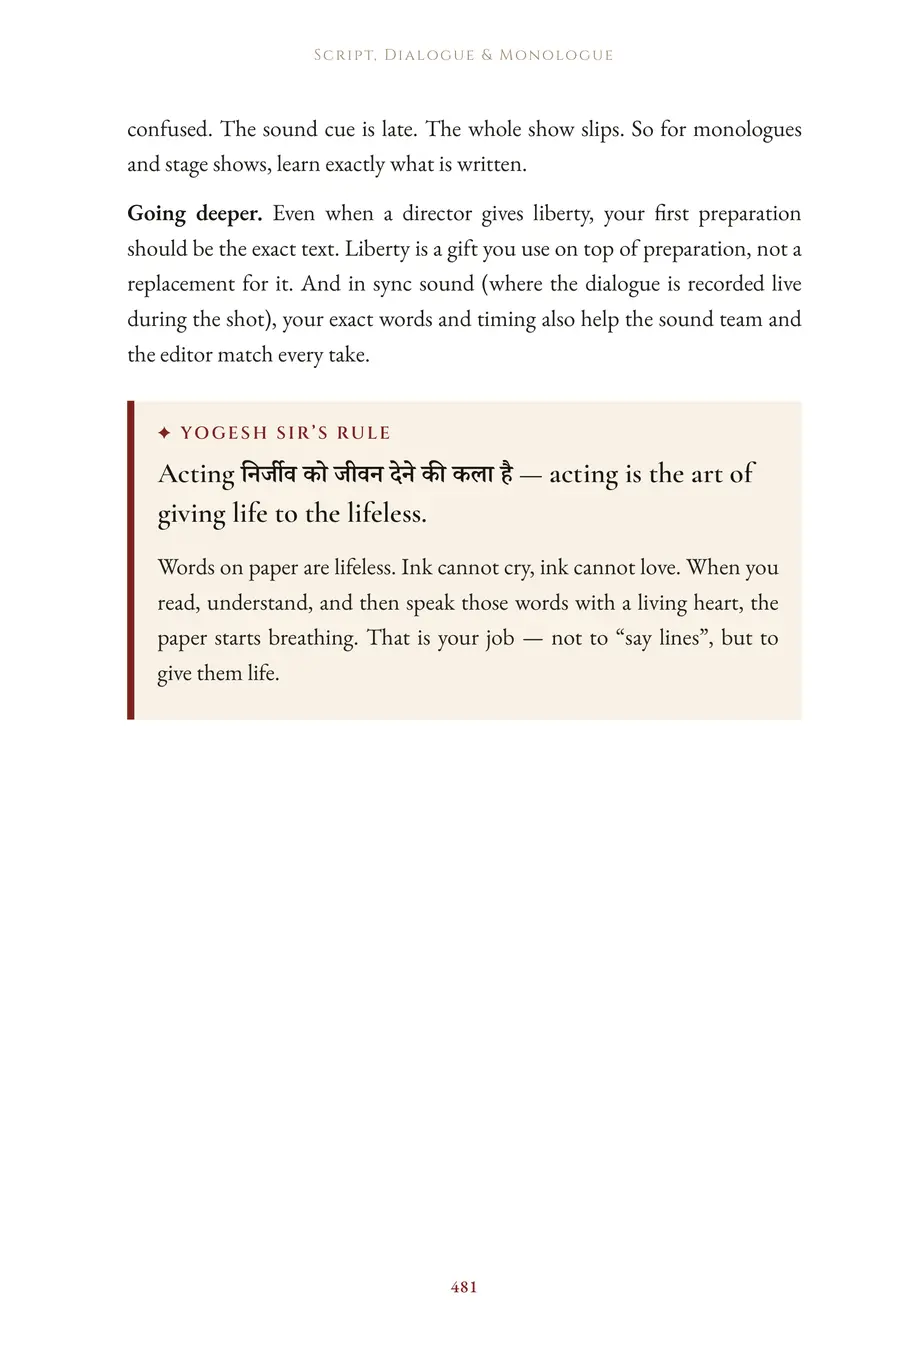 SCRIPT, DIALOGUE & MONOLOGUE
confused. The sound cue is late. The whole show slips. So for monologues
and stage shows, learn exactly what is written.
Going deeper. Even when a director gives liberty, your first preparation
should be the exact text. Liberty is a gift you use on top of preparation, not a
replacement for it. And in sync sound (where the dialogue is recorded live
during the shot), your exact words and timing also help the sound team and
the editor match every take.
✦ YOGESH SIR’S RULE
Acting निर्जीव को जीवन देने की कला है — acting is the art of
giving life to the lifeless.
Words on paper are lifeless. Ink cannot cry, ink cannot love. When you
read, understand, and then speak those words with a living heart, the
paper starts breathing. That is your job — not to “say lines”, but to
give them life.
481